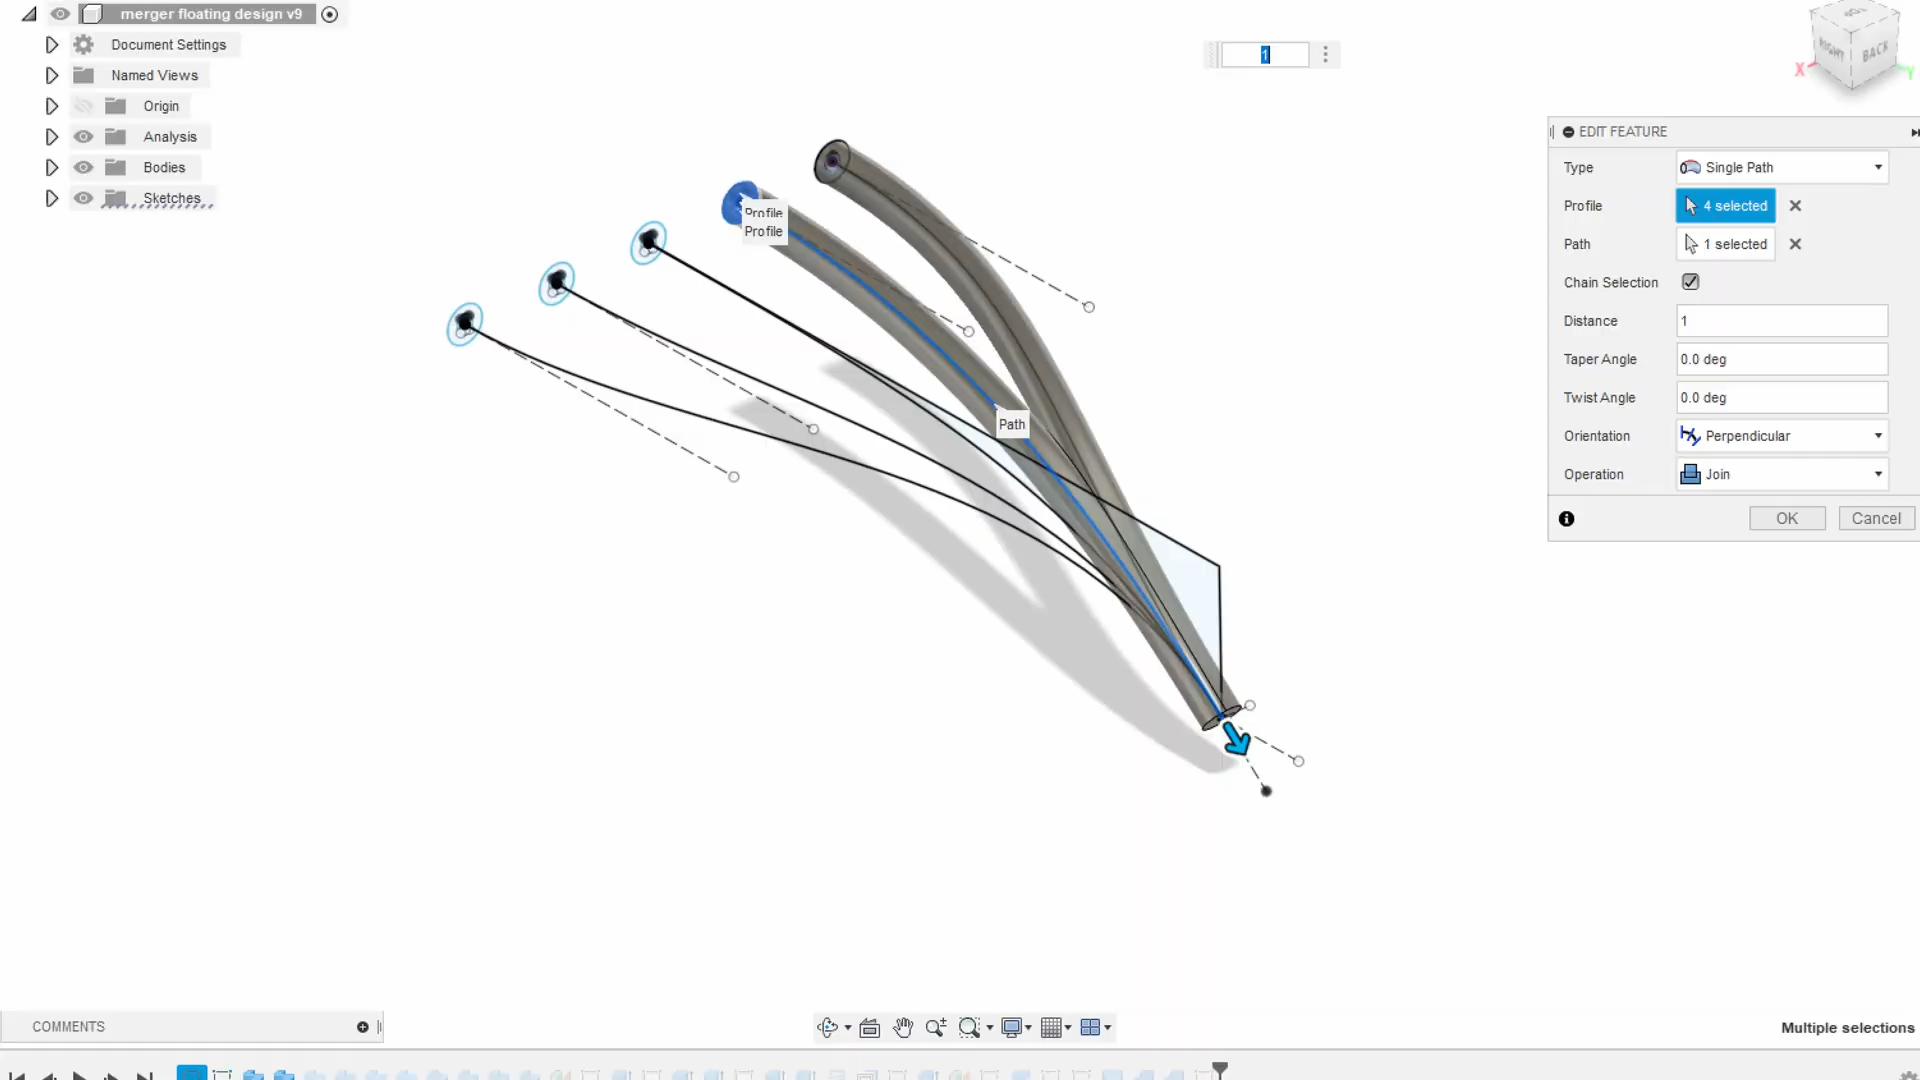 merger floating design v9
Document Settings
Named Views
Origin
Analysis
Bodies
Sketches
1
RIGHT
BACK
X
Y
Profile
Profile
Path
EDIT FEATURE
Type
Single Path
Profile
4 selected
Path
1 selected
Chain Selection
Distance
1
Taper Angle
0.0 deg
Twist Angle
0.0 deg
Orientation
Perpendicular
Operation
Join
OK
Cancel
COMMENTS
Multiple selections